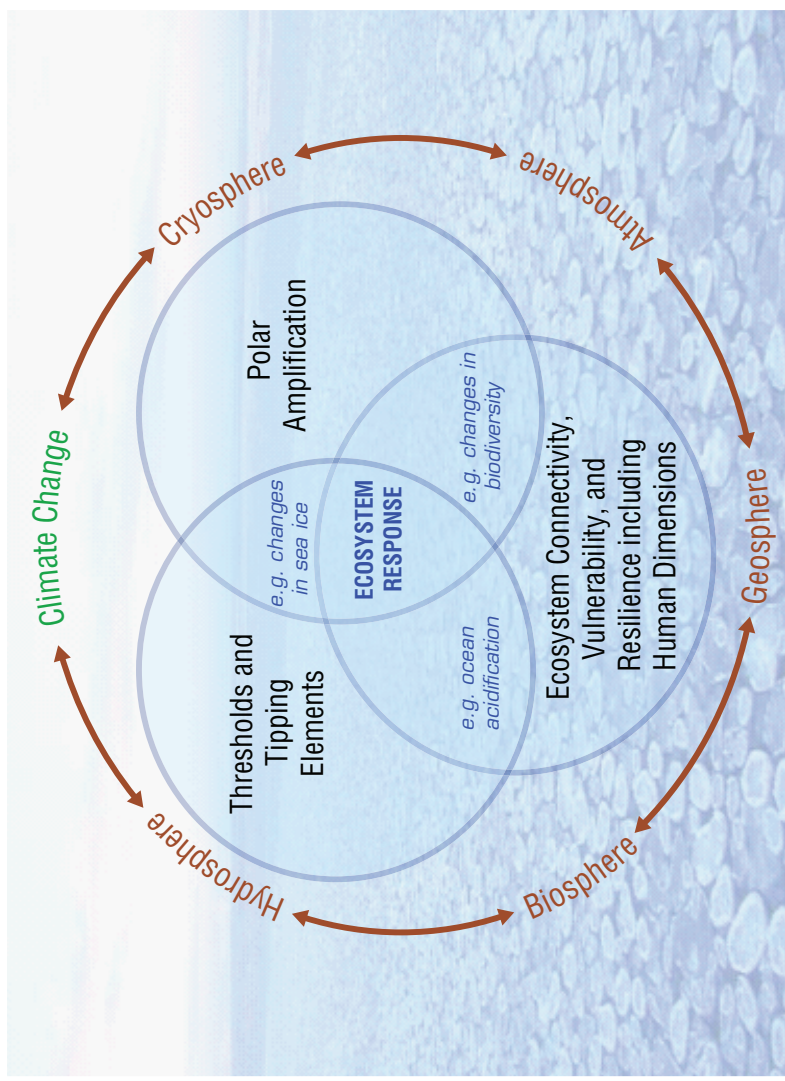 Climate Change
Hydrosphere
Cryosphere
Thresholds and
Tipping
Elements
e.g. changes
in sea ice
Polar
Amplification
ECOSYSTEM
RESPONSE
e.g. ocean
acidification
e.g. changes in
biodiversity
Ecosystem Connectivity,
Vulnerability, and
Resilience including
Human Dimensions
Biosphere
Atmosphere
Geosphere